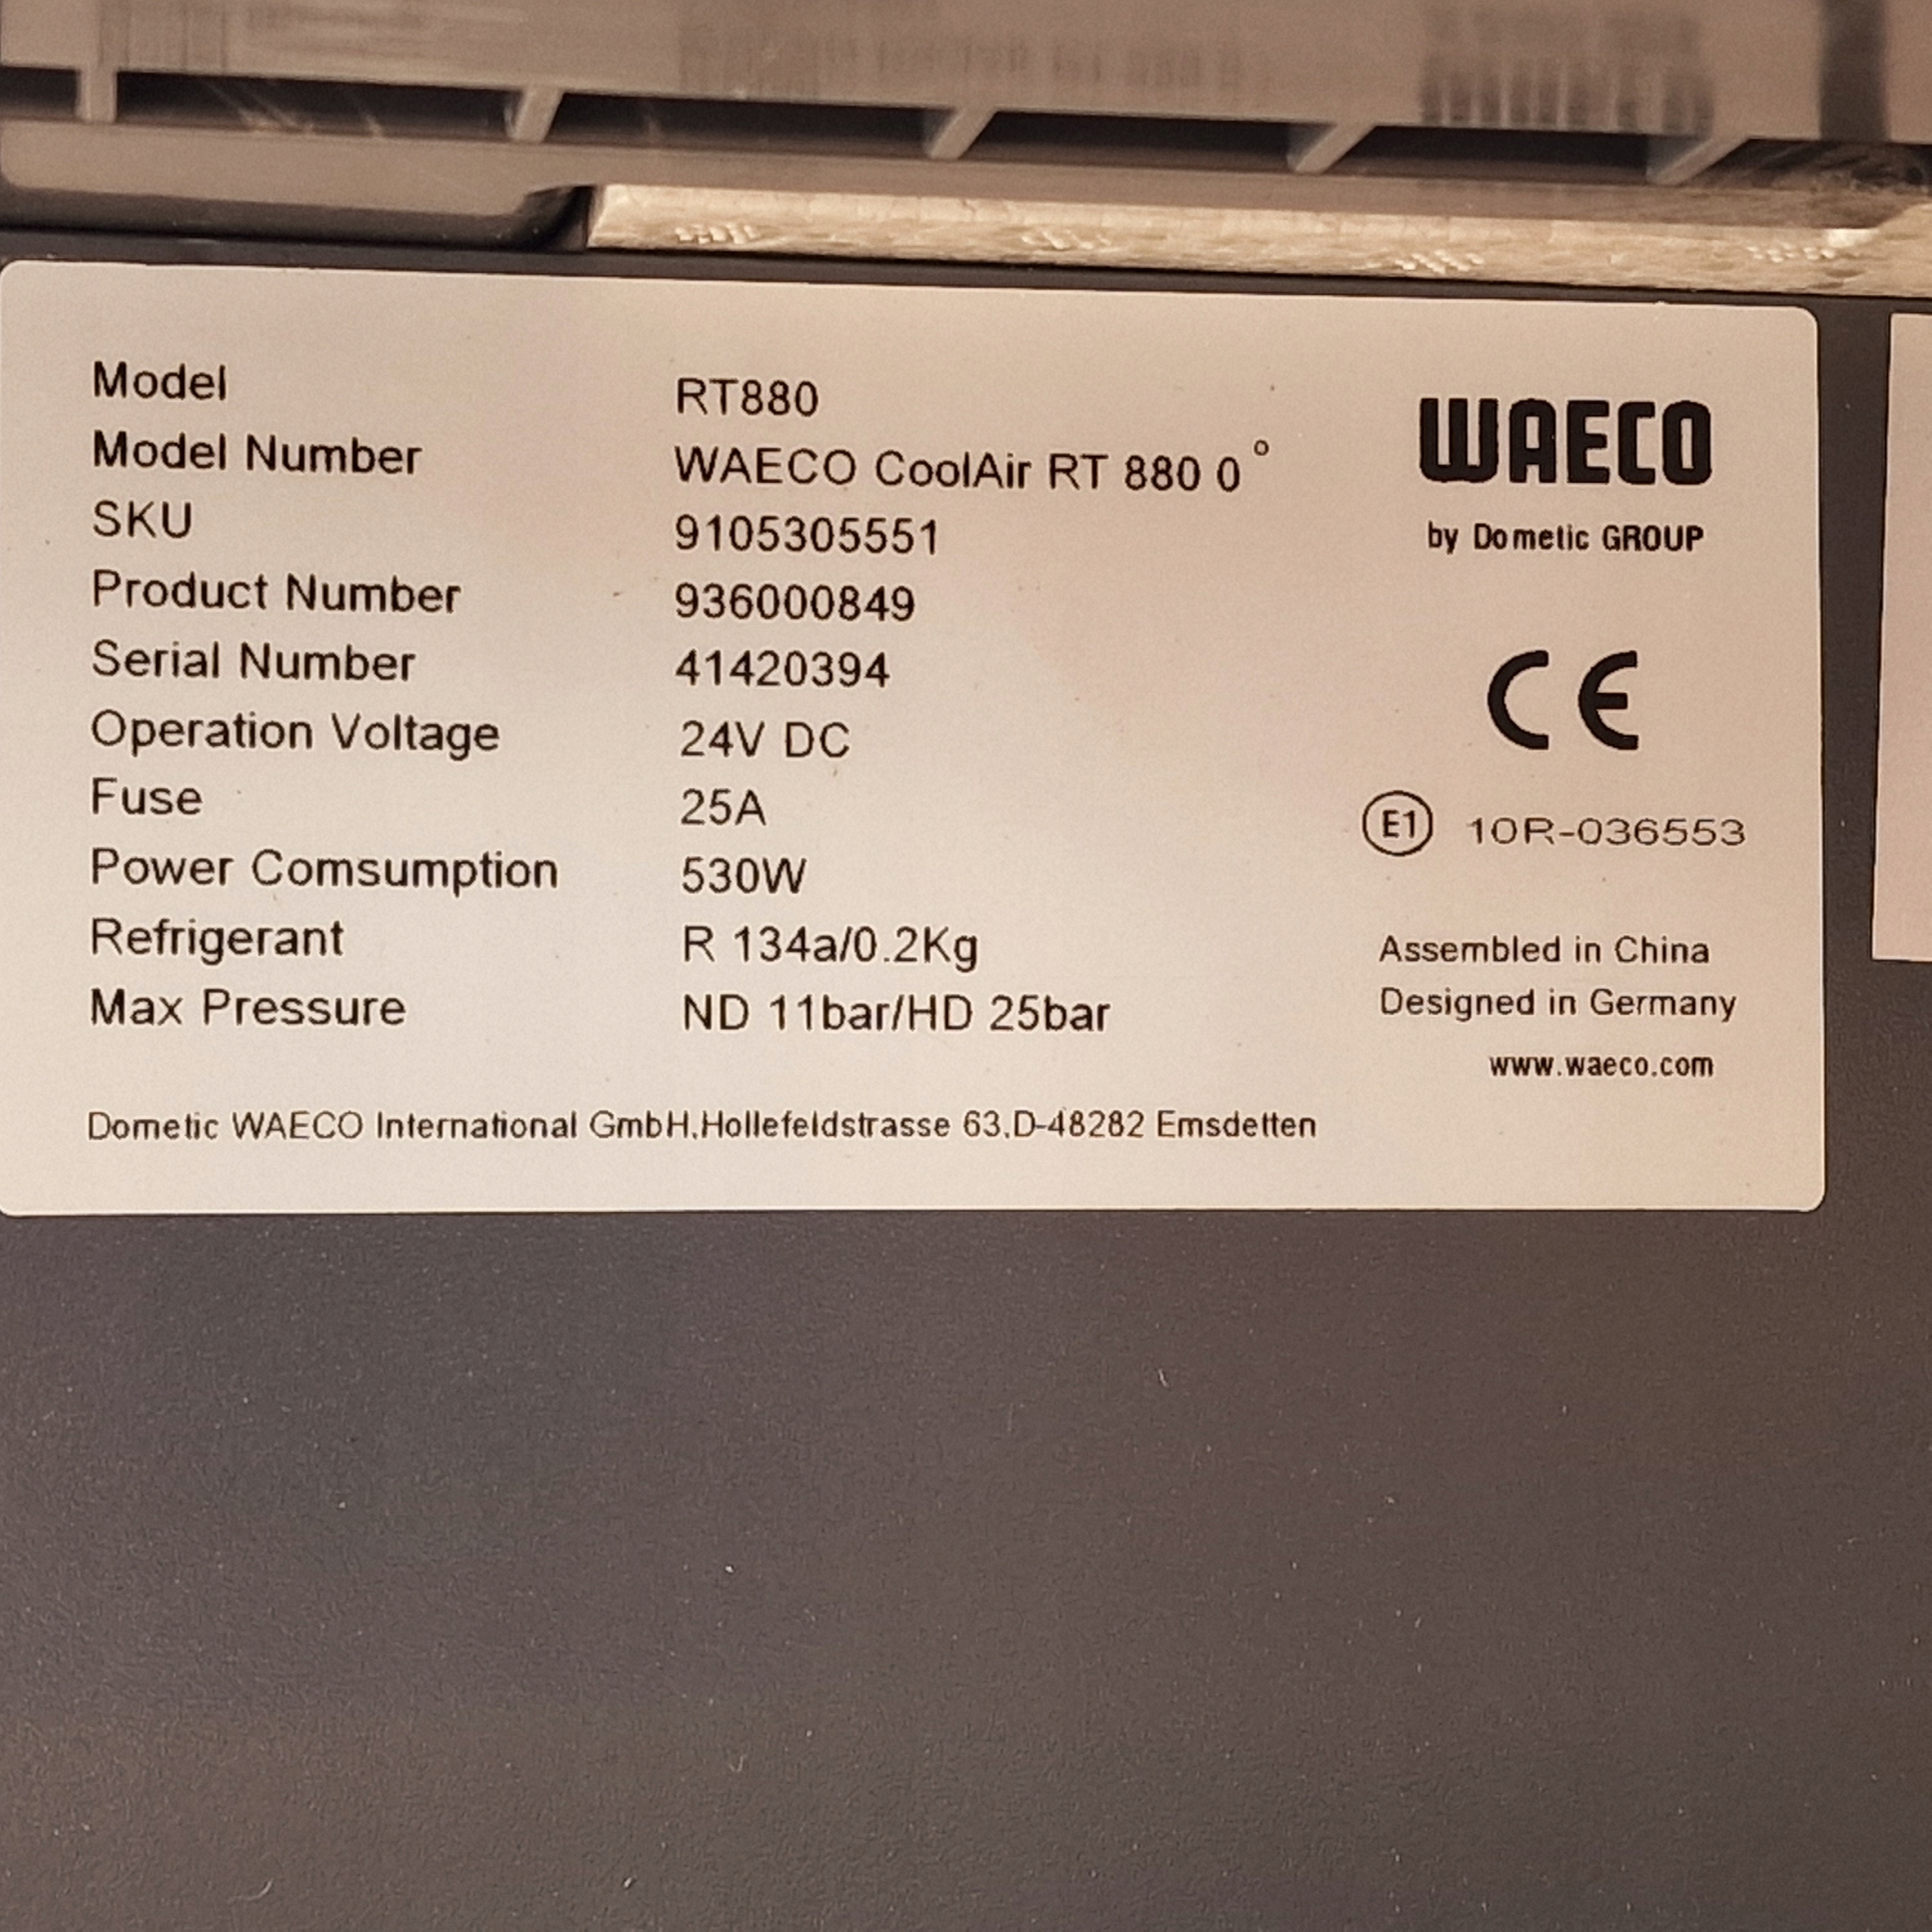 Model RT880
Model Number WAECO CoolAir RT 880 0°
SKU 9105305551
Product Number 936000849
Serial Number 41420394
Operation Voltage 24V DC
Fuse 25A
Power Comsumption 530W
Refrigerant R 134a/0.2Kg
Max Pressure ND 11bar/HD 25bar
Dometic WAECO International GmbH.Hollefeldstrasse 63.D-48282 Emsdetten
WAECO
by Dometic GROUP
CE
E1 10R-036553
Assembled in China
Designed in Germany
www.waeco.com